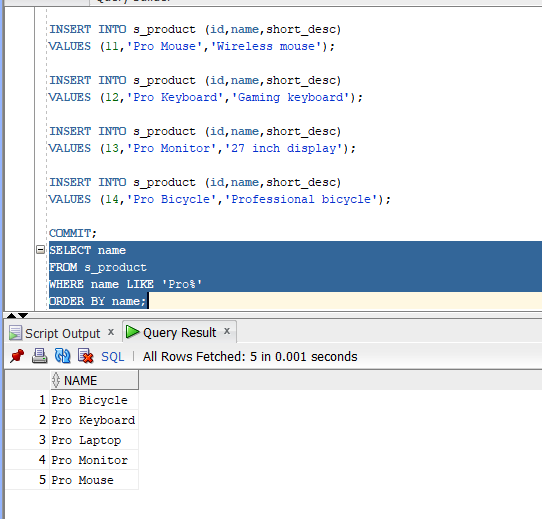 INSERT INTO s_product (id,name,short_desc)
VALUES (11,'Pro Mouse','Wireless mouse');
INSERT INTO s_product (id,name,short_desc)
VALUES (12,'Pro Keyboard','Gaming keyboard');
INSERT INTO s_product (id,name,short_desc)
VALUES (13,'Pro Monitor','27 inch display');
INSERT INTO s_product (id,name,short_desc)
VALUES (14,'Pro Bicycle','Professional bicycle');
COMMIT;
SELECT name
FROM s_product
WHERE name LIKE 'Pro%'
ORDER BY name;
Script Output x Query Result x
SQL | All Rows Fetched: 5 in 0.001 seconds
NAME
1 Pro Bicycle
2 Pro Keyboard
3 Pro Laptop
4 Pro Monitor
5 Pro Mouse